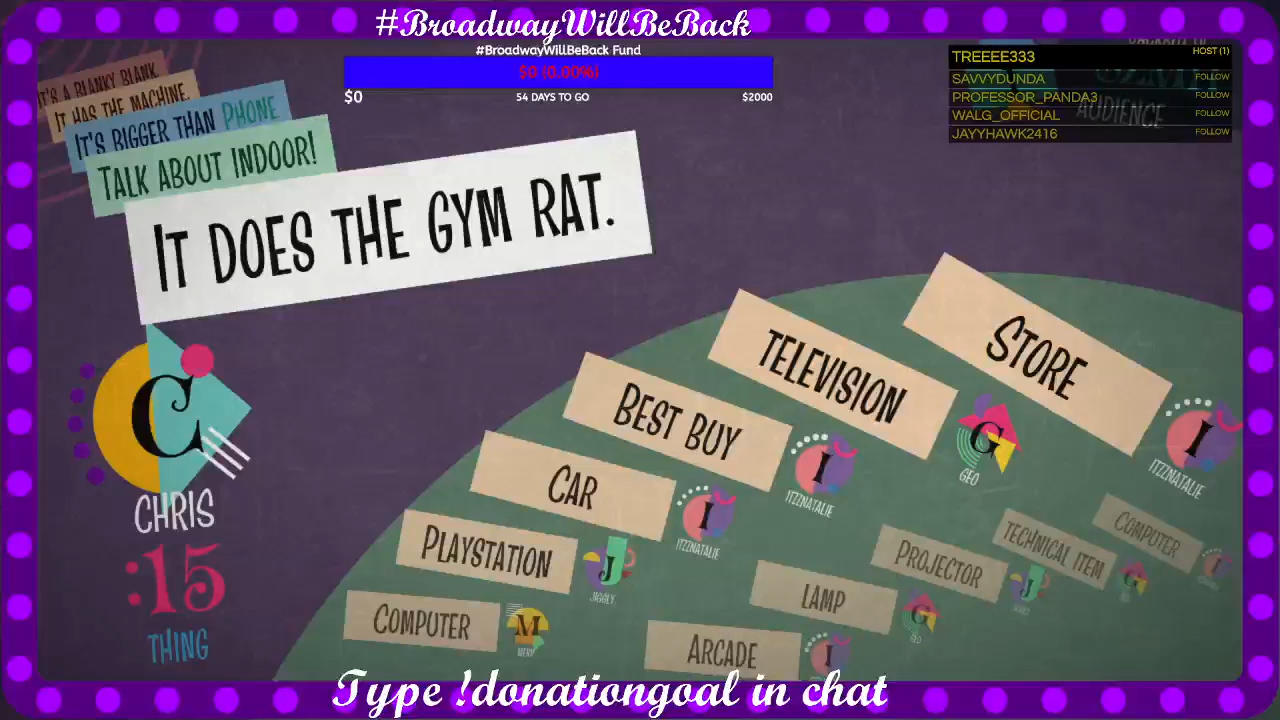 #BroadwayWillBeBack
#BroadwayWillBeBack Fund
$0 (0.00%)
$0
54 DAYS TO GO
$2000
TREEEE333
HOST (1)
SAVVYDUNDA
FOLLOW
PROFESSOR_PANDA3
FOLLOW
WALG_OFFICIAL
FOLLOW
JAYYHAWK2416
FOLLOW
AUDIENCE
IT'S A BLANKY BLANK.
IT HAS THE MACHINE.
IT'S BIGGER THAN PHONE
TALK ABOUT INDOOR!
IT DOES THE GYM RAT.
C
CHRIS
:15
THING
STORE
I
ITZZNATALIE
TELEVISION
G
GEO
BEST BUY
I
ITZZNATALIE
CAR
I
ITZZNATALIE
PLAYSTATION
J
JIGGLY
COMPUTER
M
ARCADE
I
LAMP
G
GEO
PROJECTOR
J
TECHNICAL ITEM
G
COMPUTER
I
Type !donationgoal in chat